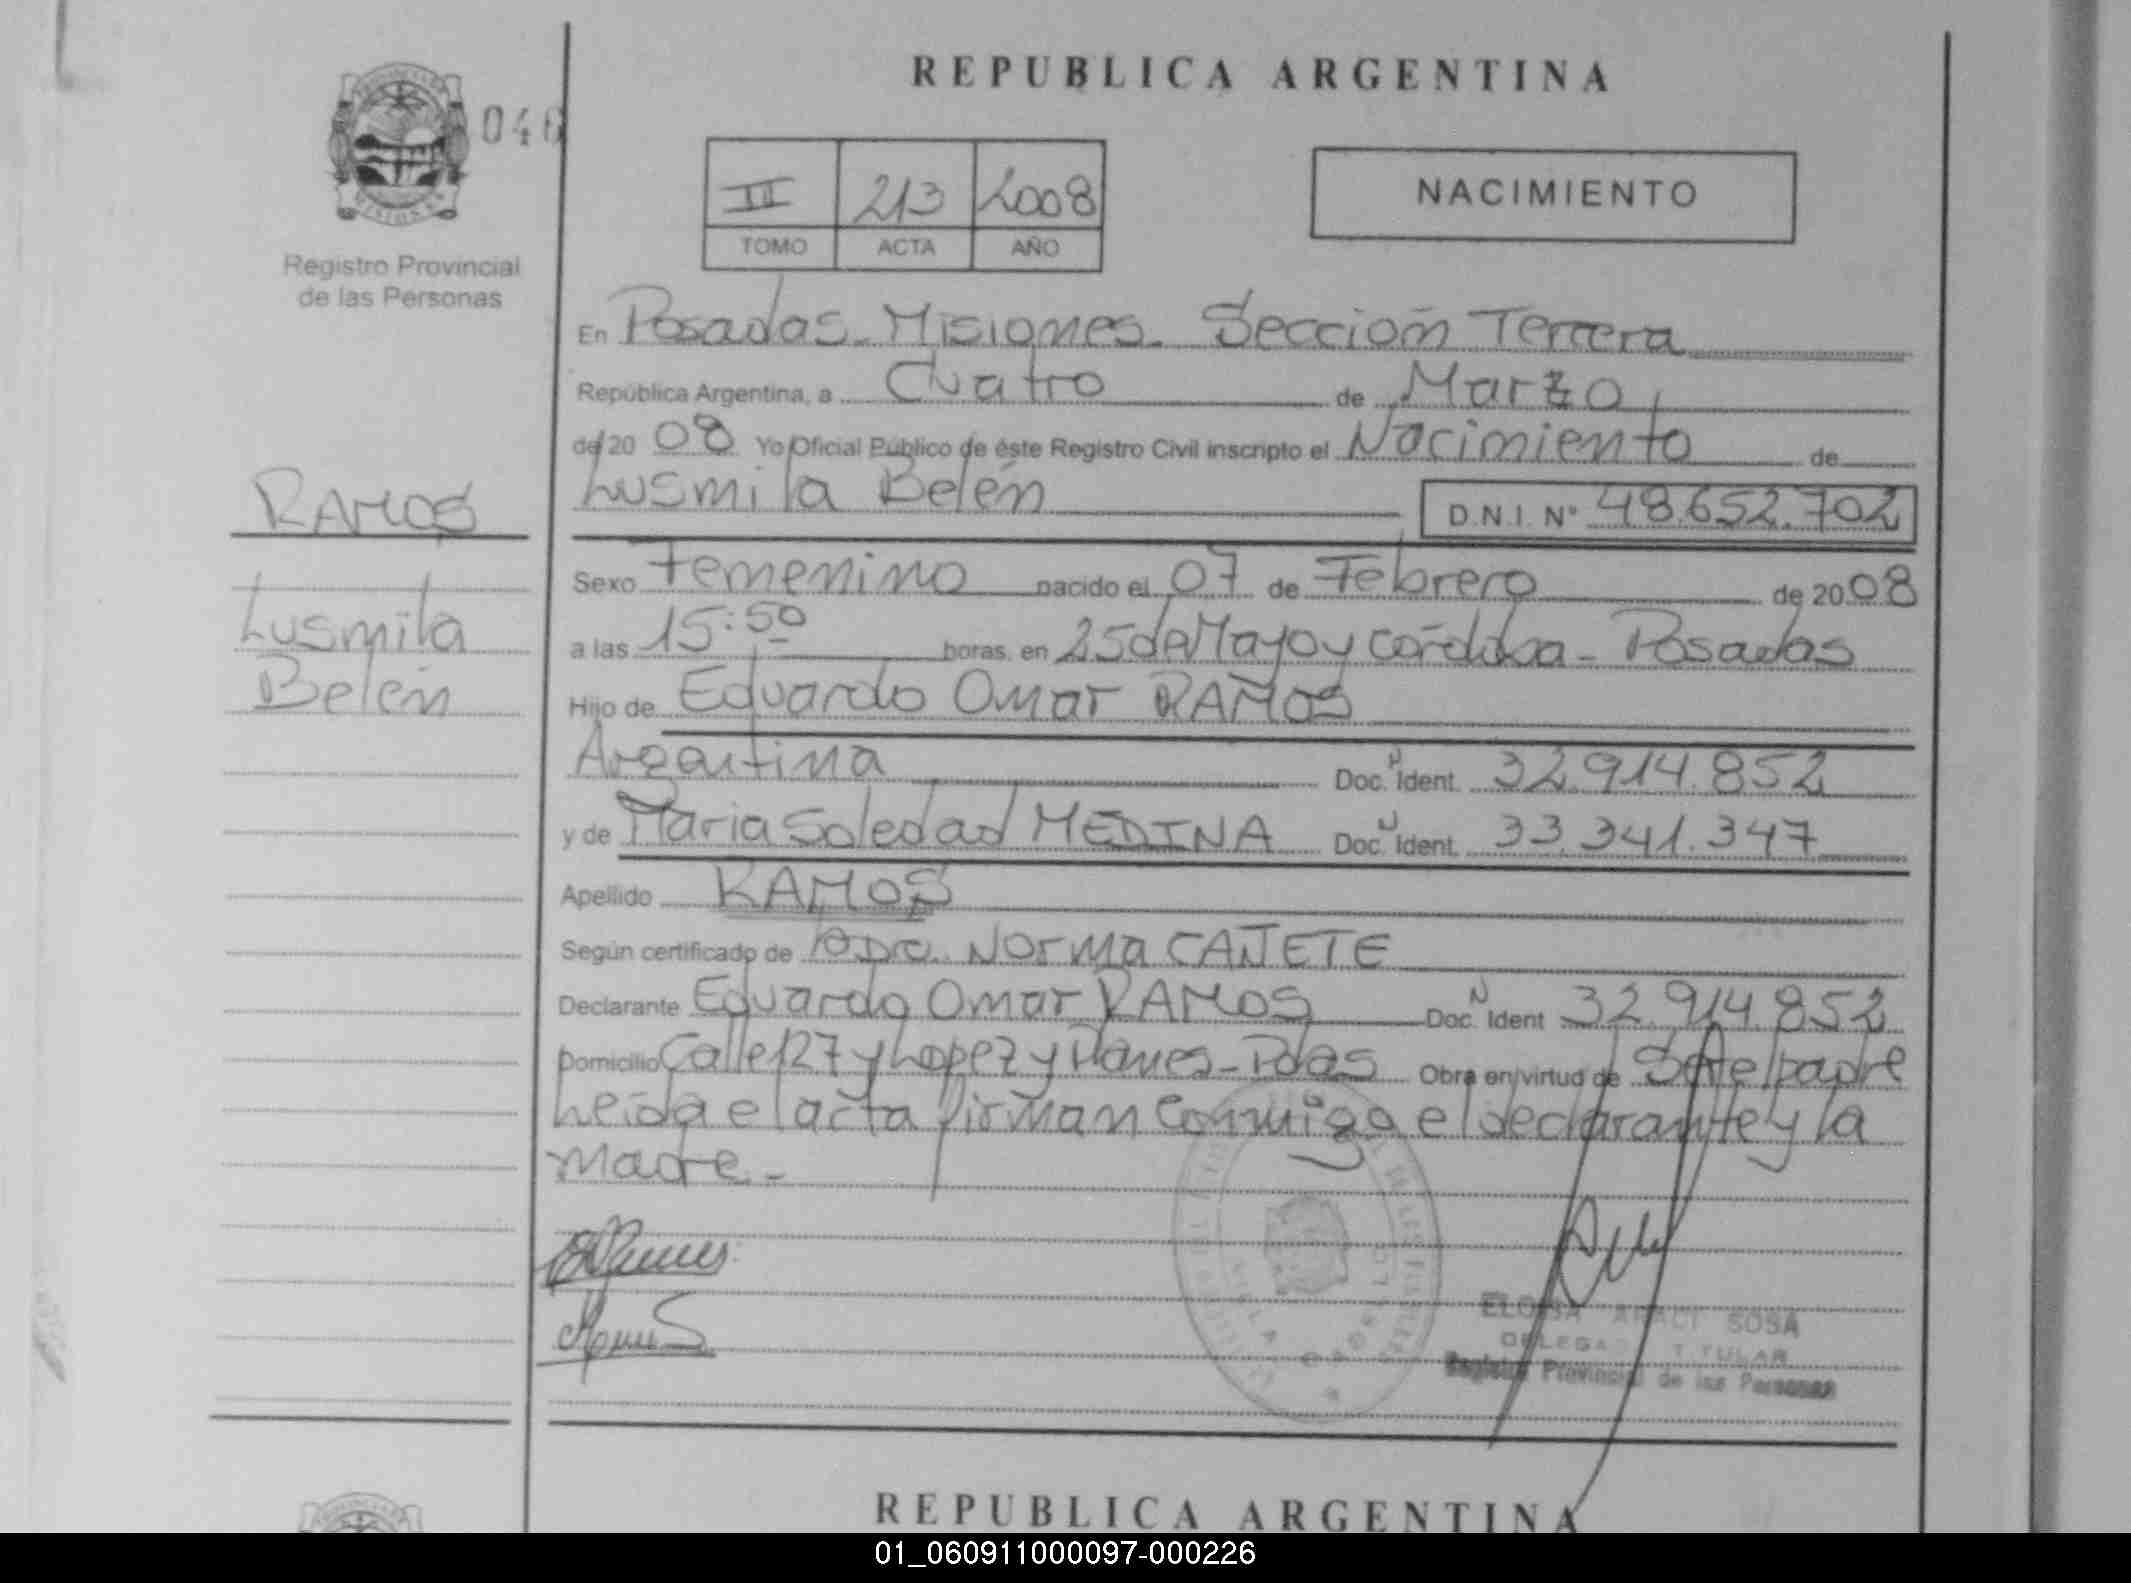 REPUBLICA ARGENTINA
046
II 213 2008
TOMO ACTA AÑO
NACIMIENTO
Registro Provincial
de las Personas
En Posadas - Misiones - Sección Tercera
República Argentina, a Cuatro de Marzo
de 20 08 Yo Oficial Público de éste Registro Civil inscripto el Nacimiento de
Lusmila Belén D.N.I. Nº 48.652.702
RAMOS
Lusmila
Belén
Sexo Femenino nacido el 07 de Febrero de 20 08
a las 15:50 horas, en 25 de Mayo y Córdoba - Posadas
Hijo de Eduardo Omar RAMOS
Argentina Doc. N Ident. 32.914.852
y de Maria Soledad MEDINA Doc. N Ident. 33.341.347
Apellido RAMOS
Según certificado de Norma CAÑETE
Declarante Eduardo Omar RAMOS Doc. N Ident 32.914.852
Domicilio Calle 127 y Lopez y Planes - Pdas Obra en virtud de Ser el padre
Leida el acta firman conmigo el declarante y la
madre -
ELOISA ARACI SOSA
DELEGADA TITULAR
Registro Provincial de las Personas
REPUBLICA ARGENTINA
01_060911000097-000226